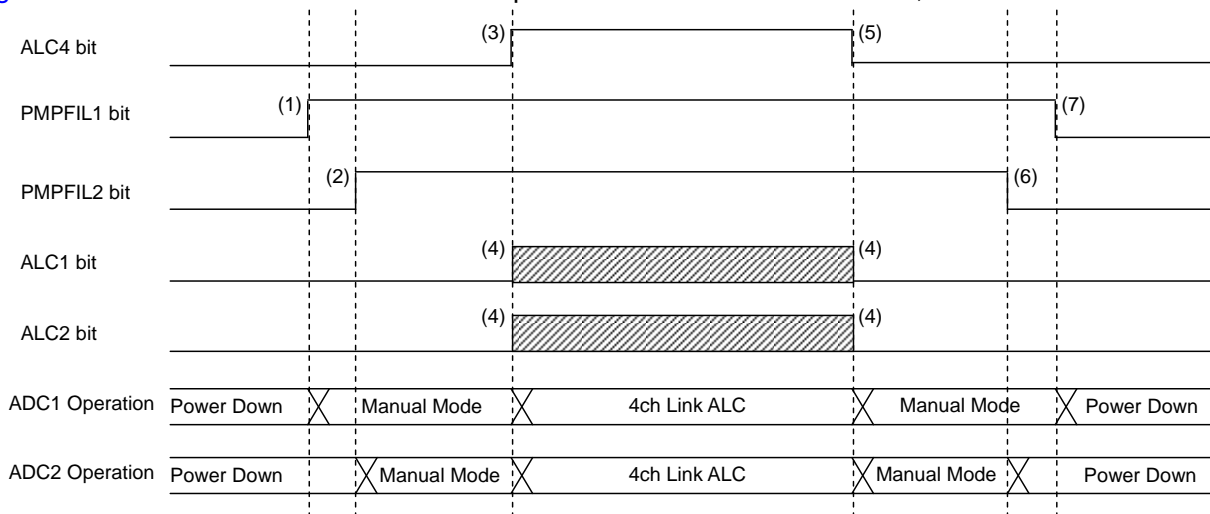 ALC4 bit (3) (5)
PMPFIL1 bit (1) (7)
PMPFIL2 bit (2) (6)
ALC1 bit (4) (4)
ALC2 bit (4) (4)
ADC1 Operation Power Down Manual Mode 4ch Link ALC Manual Mode Power Down
ADC2 Operation Power Down Manual Mode 4ch Link ALC Manual Mode Power Down